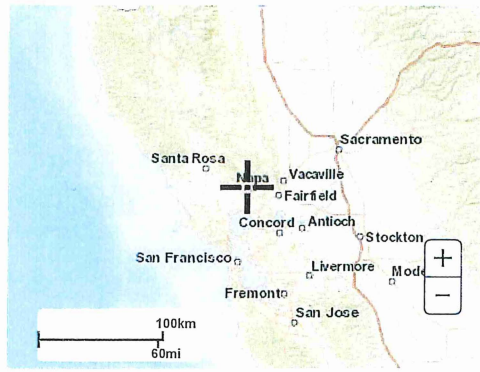 Sacramento
Santa Rosa
Napa
Vacaville
Fairfield
Concord
Antioch
Stockton
San Francisco
Livermore
Mode
+
−
Fremont
San Jose
100km
60mi